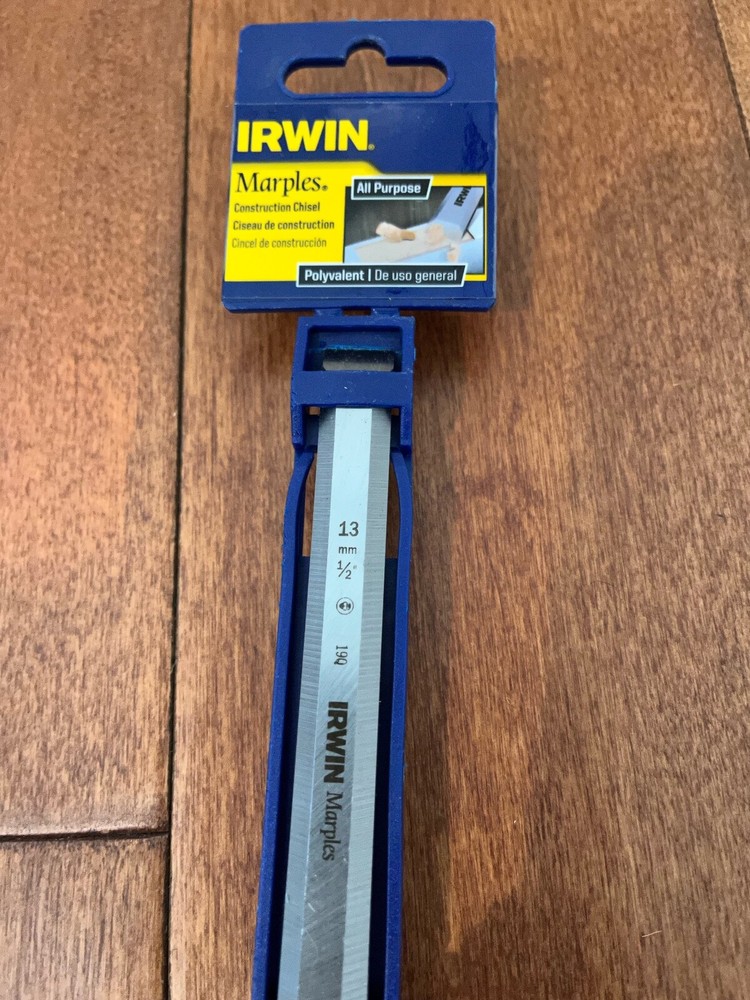 IRWIN®
Marples®
All Purpose
IRW
Construction Chisel
Ciseau de construction
Cincel de construcción
Polyvalent | De uso general
13
mm
1/2"
19Q
IRWIN Marples